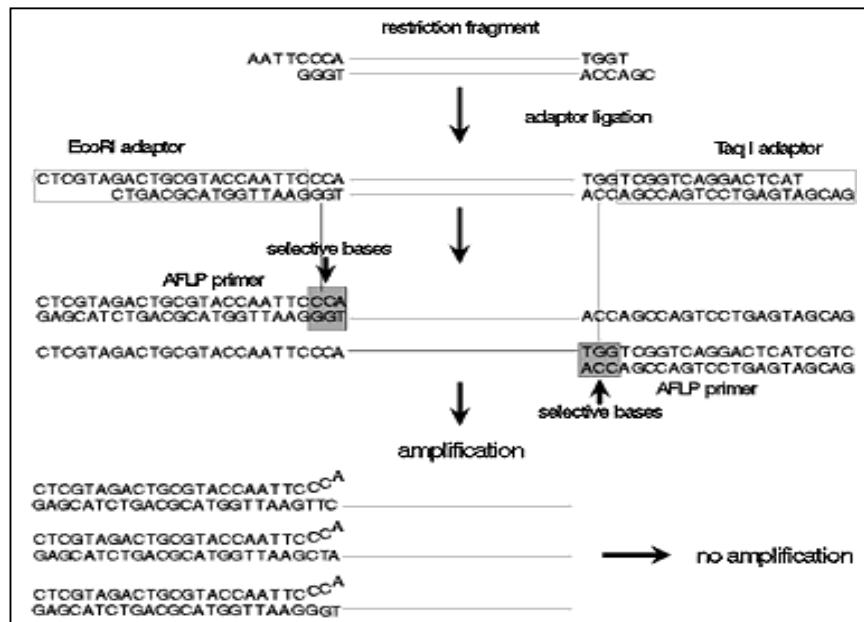 restriction fragment
AATTCCCA TGGT
GGGT ACCAGC
adaptor ligation
EcoRI adaptor Taq I adaptor
CTCGTAGACTGCGTACCAATTCCCA TGGTCGGTCAGGACTCAT
CTGACGCATGGTTAAGGGT ACCAGCCAGTCCTGAGTAGCAG
selective bases
AFLP primer
CTCGTAGACTGCGTACCAATTCCCA
GAGCATCTGACGCATGGTTAAGGGT ACCAGCCAGTCCTGAGTAGCAG
CTCGTAGACTGCGTACCAATTCCCA TGGTCGGTCAGGACTCATCGTC
ACCAGCCAGTCCTGAGTAGCAG
AFLP primer
selective bases
amplification
CTCGTAGACTGCGTACCAATTCCCA
GAGCATCTGACGCATGGTTAAGTTC
CTCGTAGACTGCGTACCAATTCCCA
GAGCATCTGACGCATGGTTAAGCTA no amplification
CTCGTAGACTGCGTACCAATTCCCA
GAGCATCTGACGCATGGTTAAGGGT